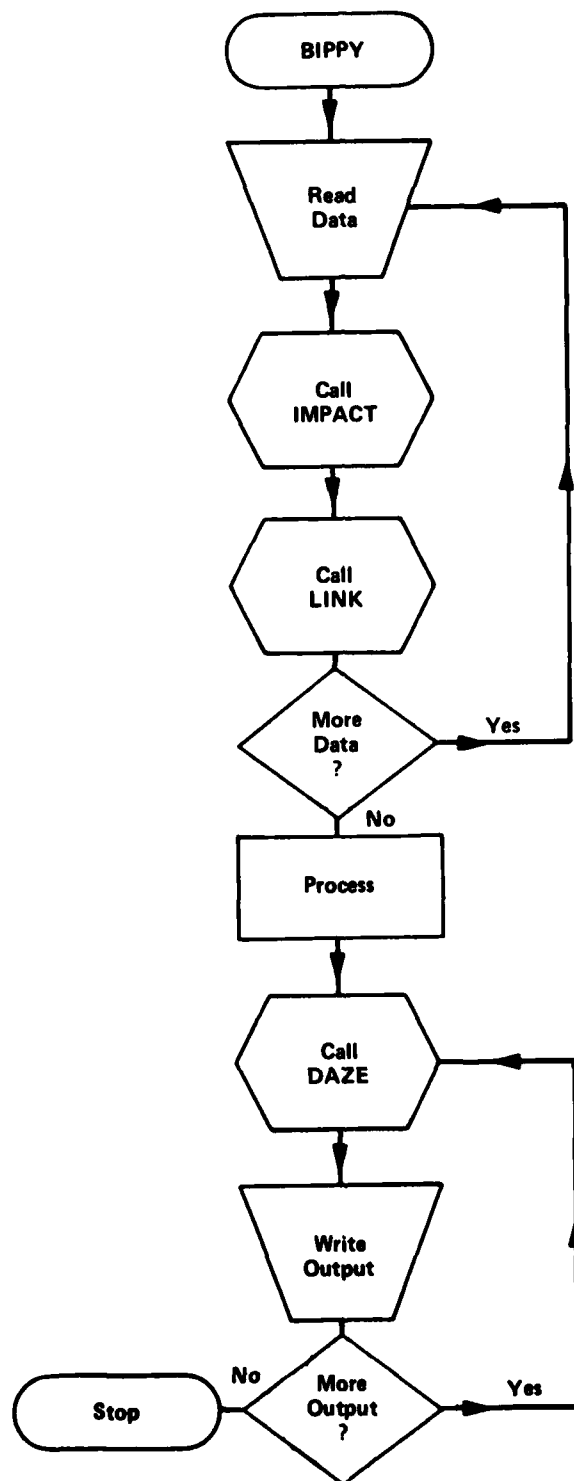 BIPPY
Read
Data
Call
IMPACT
Call
LINK
More
Data
?
Yes
No
Process
Call
DAZE
Write
Output
More
Output
?
No
Yes
Stop